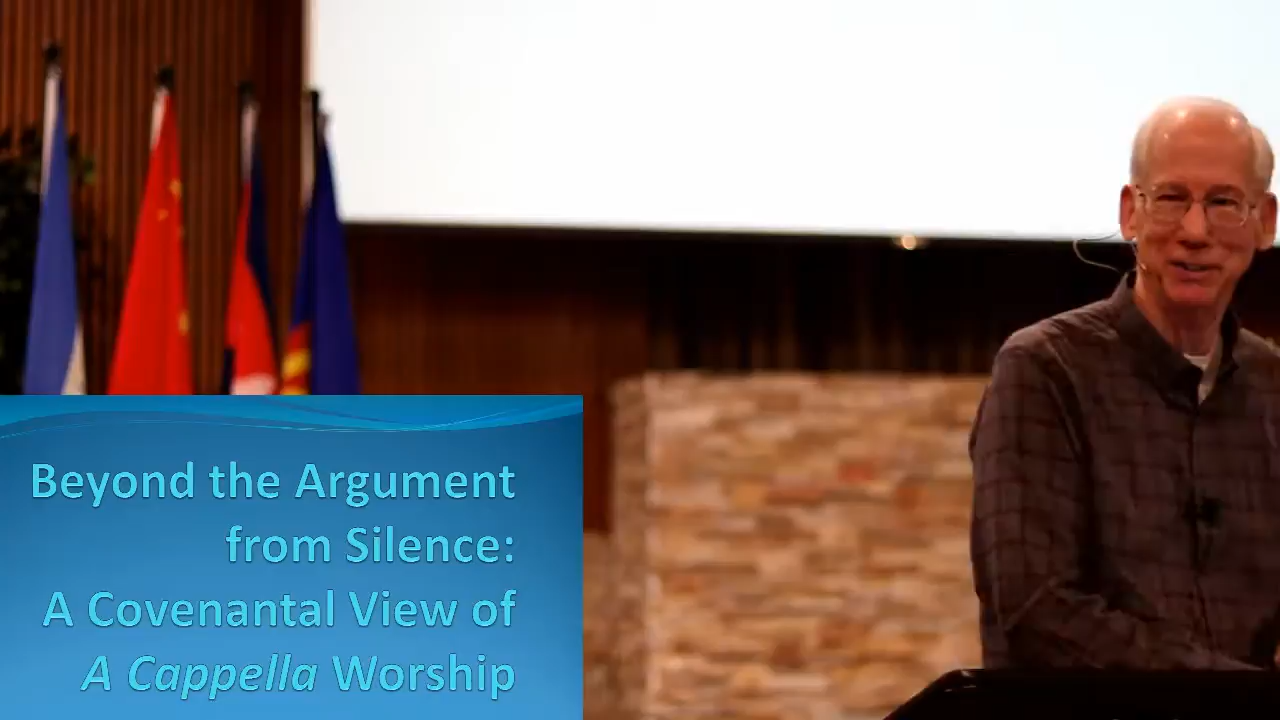 Beyond the Argument
from Silence:
A Covenantal View of
A Cappella Worship